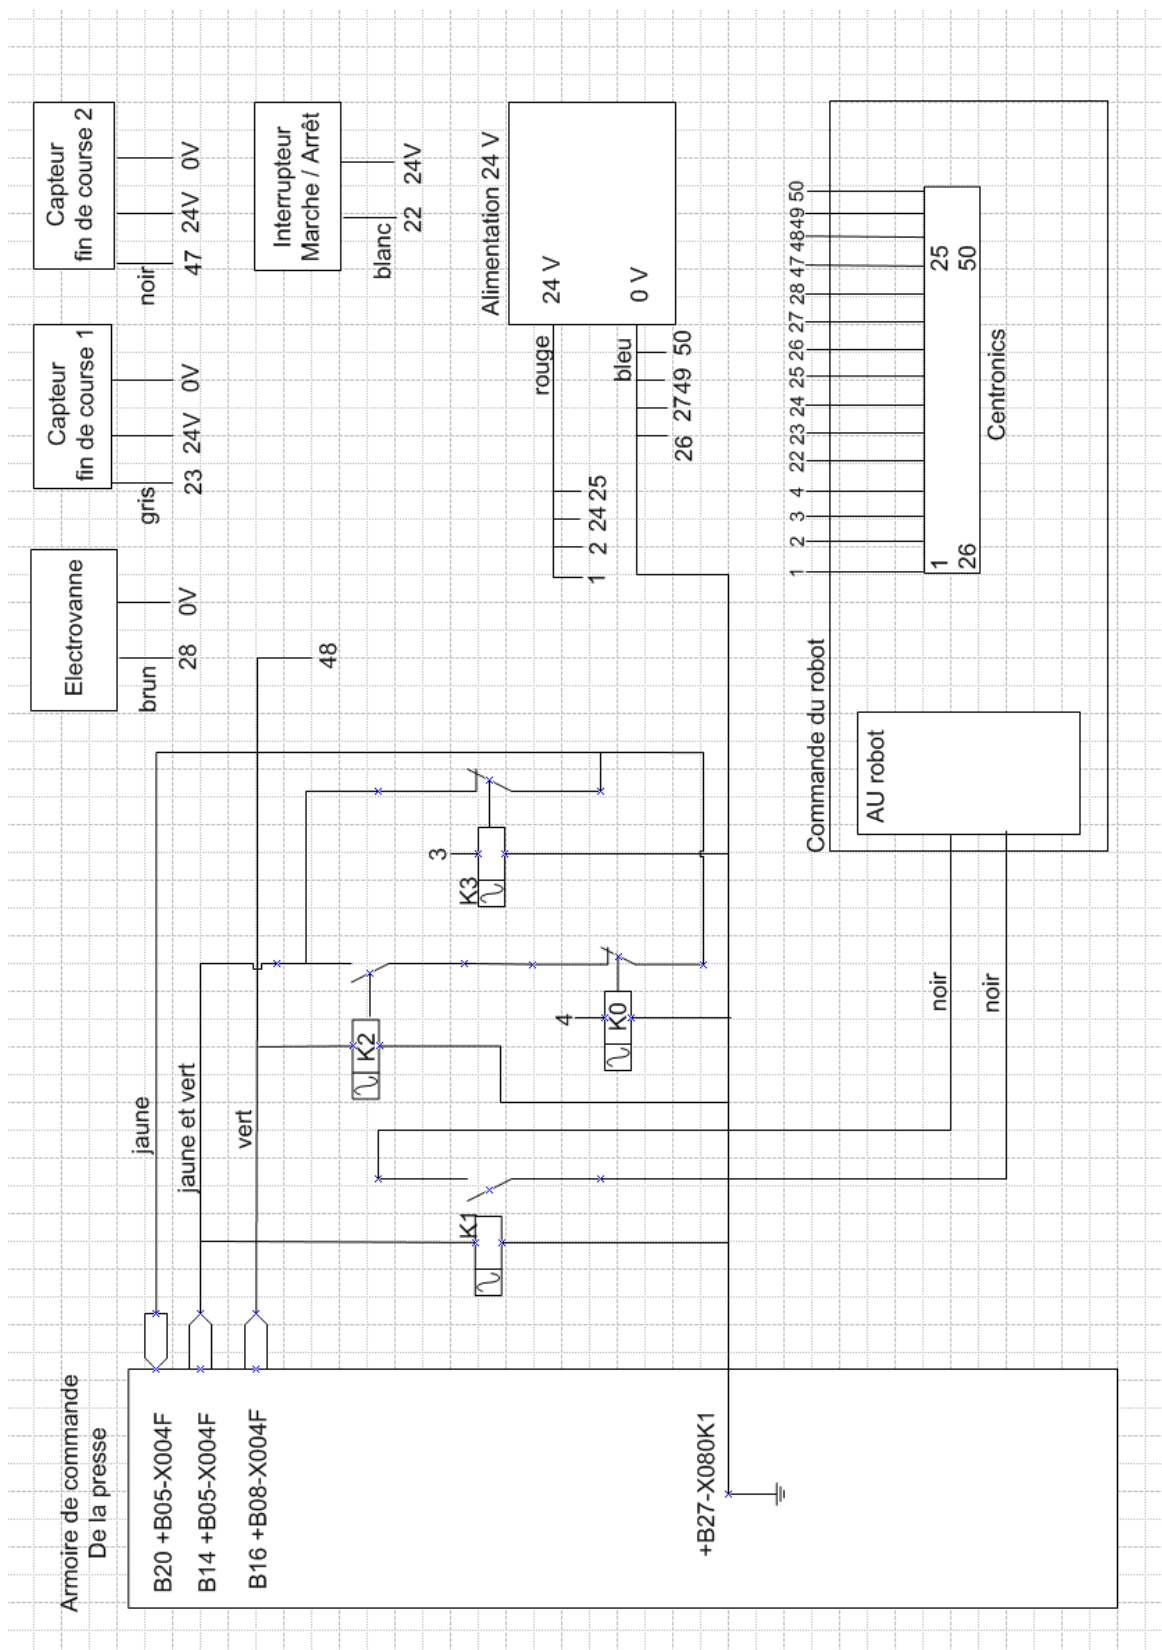 Capteur
fin de course 2
noir
47
24V
0V
Interrupteur
Marche / Arrêt
blanc
22
24V
Alimentation 24 V
24 V
0 V
rouge
bleu
1
2
24
25
26
27
49
50
Capteur
fin de course 1
gris
23
24V
0V
Electrovanne
brun
28
0V
48
Commande du robot
AU robot
Centronics
1
26
25
50
1
2
3
4
22
23
24
25
26
27
28
47
48
49
50
noir
noir
K3
3
K2
K0
4
K1
jaune
jaune et vert
vert
Armoire de commande
De la presse
B20 +B05-X004F
B14 +B05-X004F
B16 +B08-X004F
+B27-X080K1